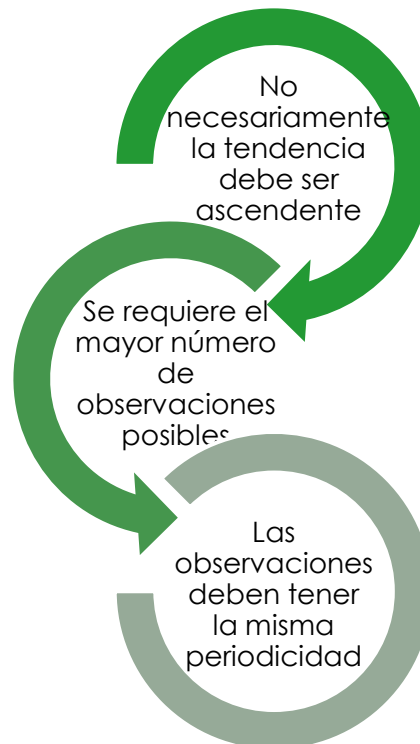 No
necesariamente
la tendencia
debe ser
ascendente
Se requiere el
mayor número
de
observaciones
posibles
Las
observaciones
deben tener
la misma
periodicidad